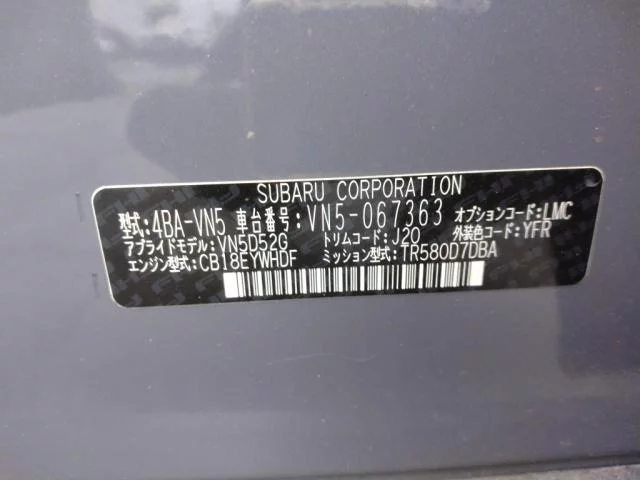 SUBARU CORPORATION
型式:4BA-VN5 車台番号:VN5-067363 オプションコード:LMC
アプライドモデル:VN5D52G トリムコード:J20 外装色コード:YFR
エンジン型式:CB18EYWHDF ミッション型式:TR580D7DBA